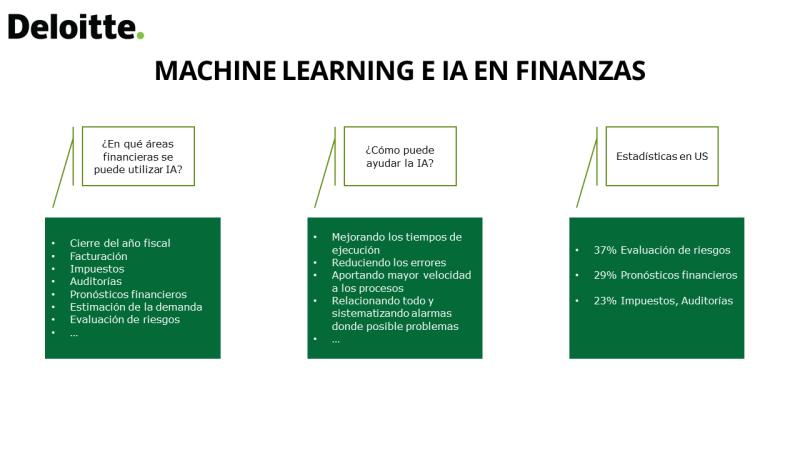 Deloitte.
MACHINE LEARNING E IA EN FINANZAS
¿En qué áreas
financieras se
puede utilizar IA?
• Cierre del año fiscal
• Facturación
• Impuestos
• Auditorías
• Pronósticos financieros
• Estimación de la demanda
• Evaluación de riesgos
• ...
¿Cómo puede
ayudar la IA?
• Mejorando los tiempos de
ejecución
• Reduciendo los errores
• Aportando mayor velocidad
a los procesos
• Relacionando todo y
sistematizando alarmas
donde posible problemas
• ...
Estadísticas en US
• 37% Evaluación de riesgos
• 29% Pronósticos financieros
• 23% Impuestos, Auditorías